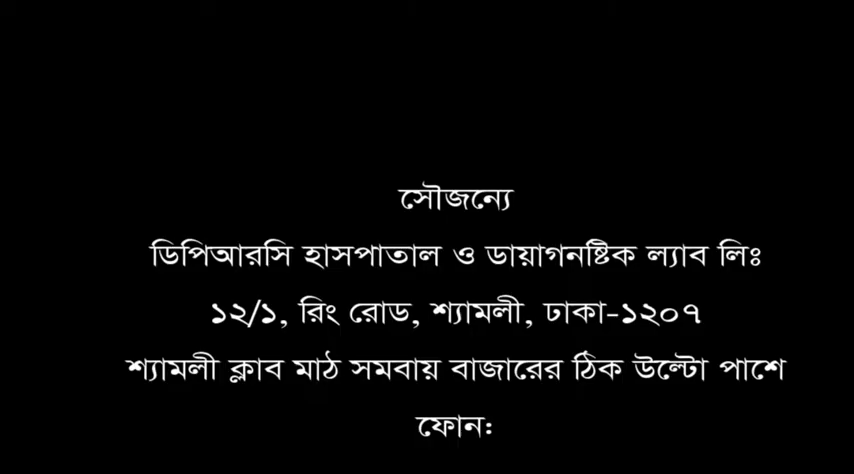 সৌজন্যে
ডিপিআরসি হাসপাতাল ও ডায়াগনষ্টিক ল্যাব লিঃ
১২/১, রিং রোড, শ্যামলী, ঢাকা-১২০৭
শ্যামলী ক্লাব মাঠ সমবায় বাজারের ঠিক উল্টো পাশে
ফোন: